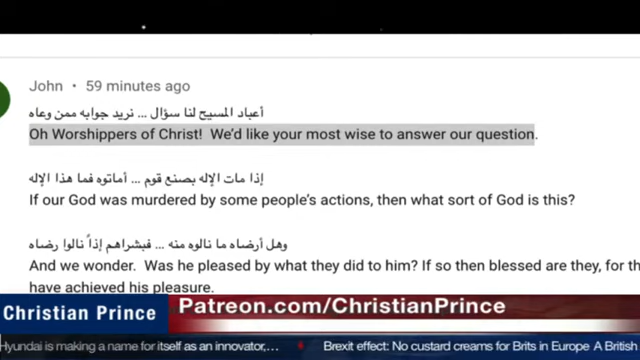 John • 59 minutes ago
أعباد المسيح لنا سؤال ... نريد جوابه ممن وعاه
Oh Worshippers of Christ! We'd like your most wise to answer our question.
إذا مات الإله بصنع قوم ... أماتوه فما هذا الإله
If our God was murdered by some people's actions, then what sort of God is this?
وهل أرضاه ما نالوه منه ... فبشراهم إذاً نالوا رضاه
And we wonder. Was he pleased by what they did to him? If so then blessed are they, for th
have achieved his pleasure.
Christian Prince
Patreon.com/ChristianPrince
Hyundai is making a name for itself as an innovator,...
Brexit effect: No custard creams for Brits in Europe A British